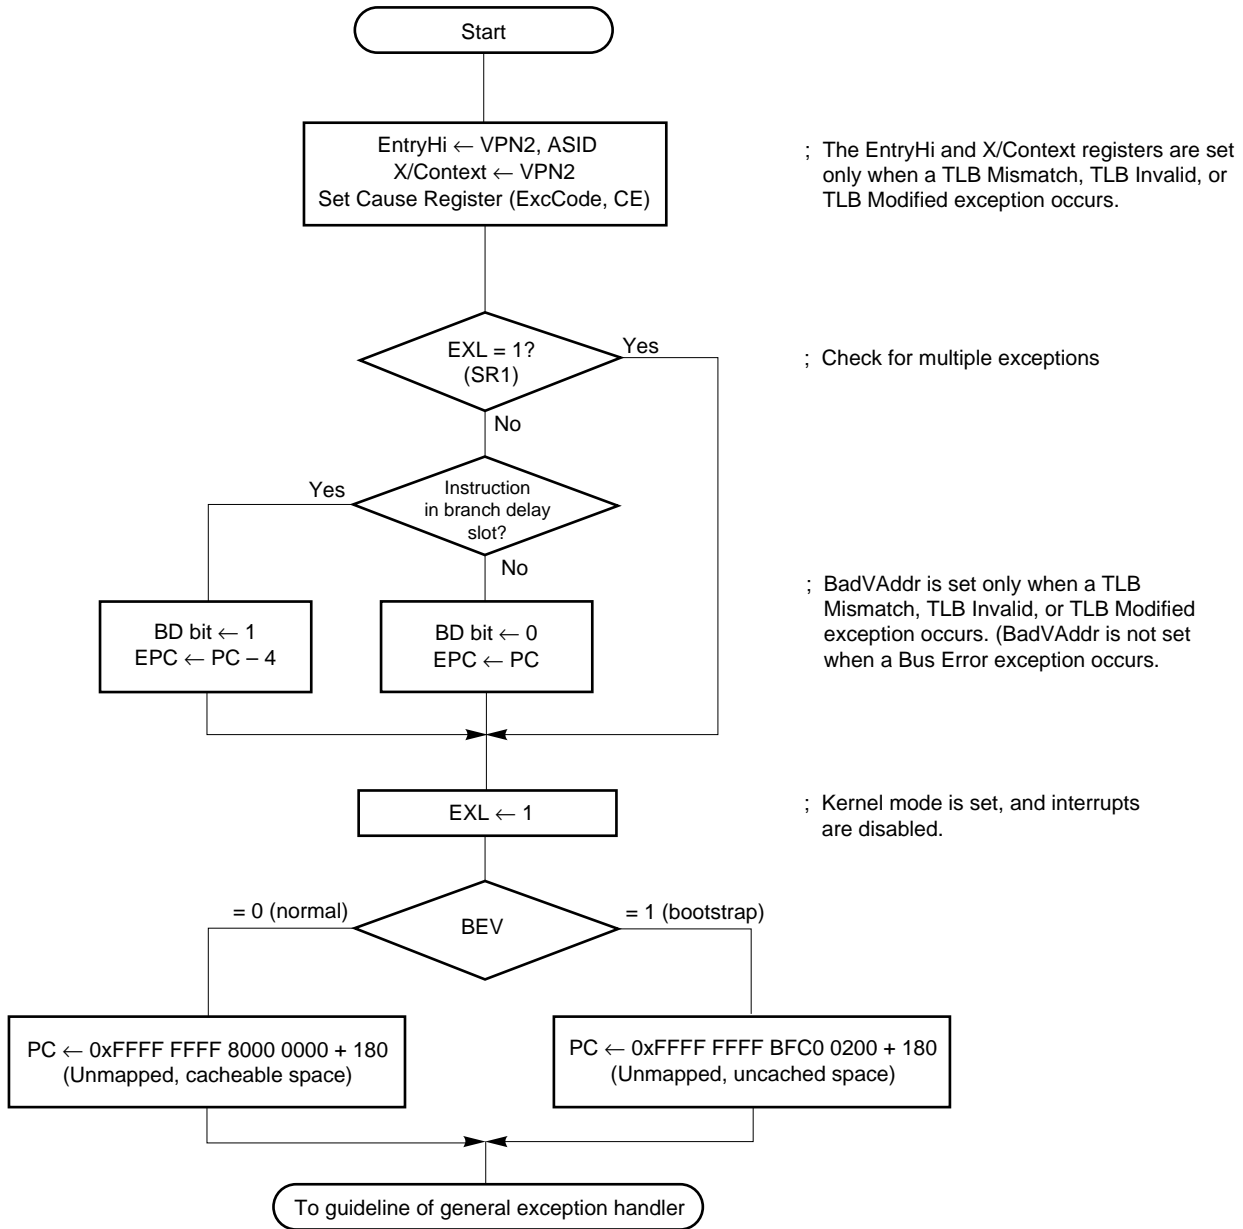 Start
EntryHi ← VPN2, ASID
X/Context ← VPN2
Set Cause Register (ExcCode, CE)
; The EntryHi and X/Context registers are set
only when a TLB Mismatch, TLB Invalid, or
TLB Modified exception occurs.
EXL = 1?
(SR1)
Yes
; Check for multiple exceptions
No
Instruction
in branch delay
slot?
Yes
No
BD bit ← 1
EPC ← PC – 4
BD bit ← 0
EPC ← PC
; BadVAddr is set only when a TLB
Mismatch, TLB Invalid, or TLB Modified
exception occurs. (BadVAddr is not set
when a Bus Error exception occurs.
EXL ← 1
; Kernel mode is set, and interrupts
are disabled.
= 0 (normal)
BEV
= 1 (bootstrap)
PC ← 0xFFFF FFFF 8000 0000 + 180
(Unmapped, cacheable space)
PC ← 0xFFFF FFFF BFC0 0200 + 180
(Unmapped, uncached space)
To guideline of general exception handler